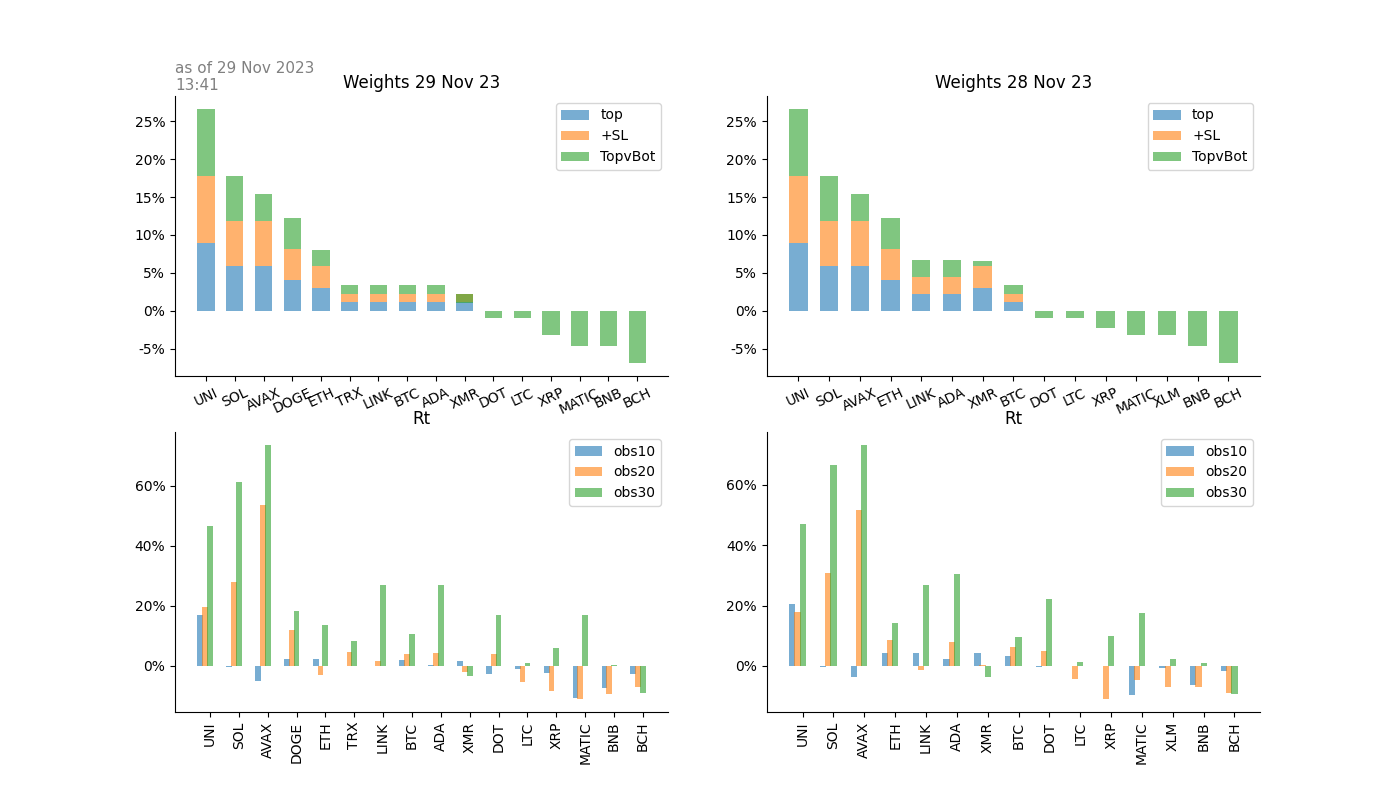 as of 29 Nov 2023
13:41
Weights 29 Nov 23
25%
20%
15%
10%
5%
0%
-5%
top
+SL
TopvBot
UNI SOL AVAX DOGE ETH TRX LINK BTC ADA XMR DOT LTC XRP MATIC BNB BCH
Weights 28 Nov 23
25%
20%
15%
10%
5%
0%
-5%
top
+SL
TopvBot
UNI SOL AVAX ETH LINK ADA XMR BTC DOT LTC XRP MATIC XLM BNB BCH
Rt
60%
40%
20%
0%
obs10
obs20
obs30
UNI SOL AVAX DOGE ETH TRX LINK BTC ADA XMR DOT LTC XRP MATIC BNB BCH
Rt
60%
40%
20%
0%
obs10
obs20
obs30
UNI SOL AVAX ETH LINK ADA XMR BTC DOT LTC XRP MATIC XLM BNB BCH